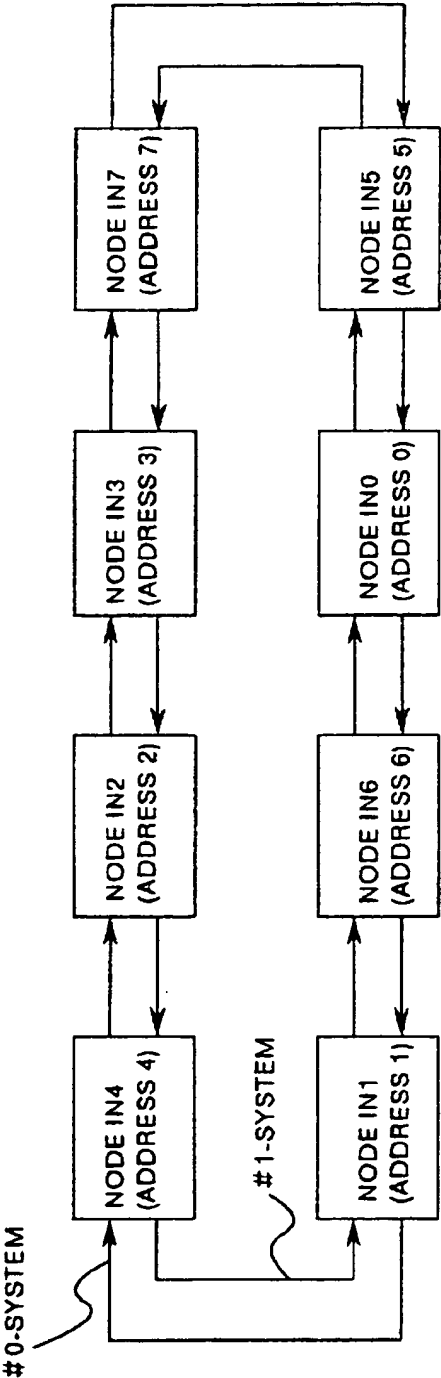 #0-SYSTEM
NODE IN4
(ADDRESS 4)
NODE IN2
(ADDRESS 2)
NODE IN3
(ADDRESS 3)
NODE IN7
(ADDRESS 7)
#1-SYSTEM
NODE IN1
(ADDRESS 1)
NODE IN6
(ADDRESS 6)
NODE IN0
(ADDRESS 0)
NODE IN5
(ADDRESS 5)